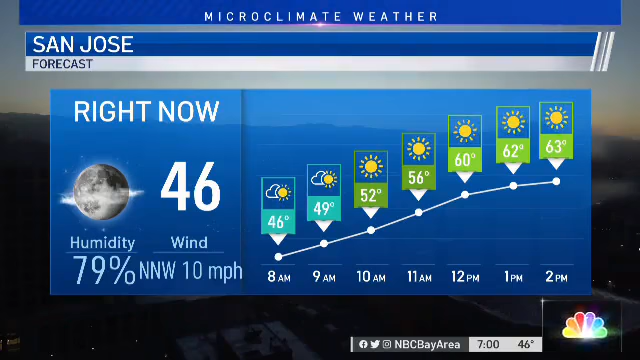 MICROCLIMATE WEATHER
SAN JOSE
FORECAST
RIGHT NOW
46
Humidity
79%
Wind
NNW 10 mph
46° 49° 52° 56° 60° 62° 63°
8 AM 9 AM 10 AM 11 AM 12 PM 1 PM 2 PM
NBCBayArea 7:00 46°